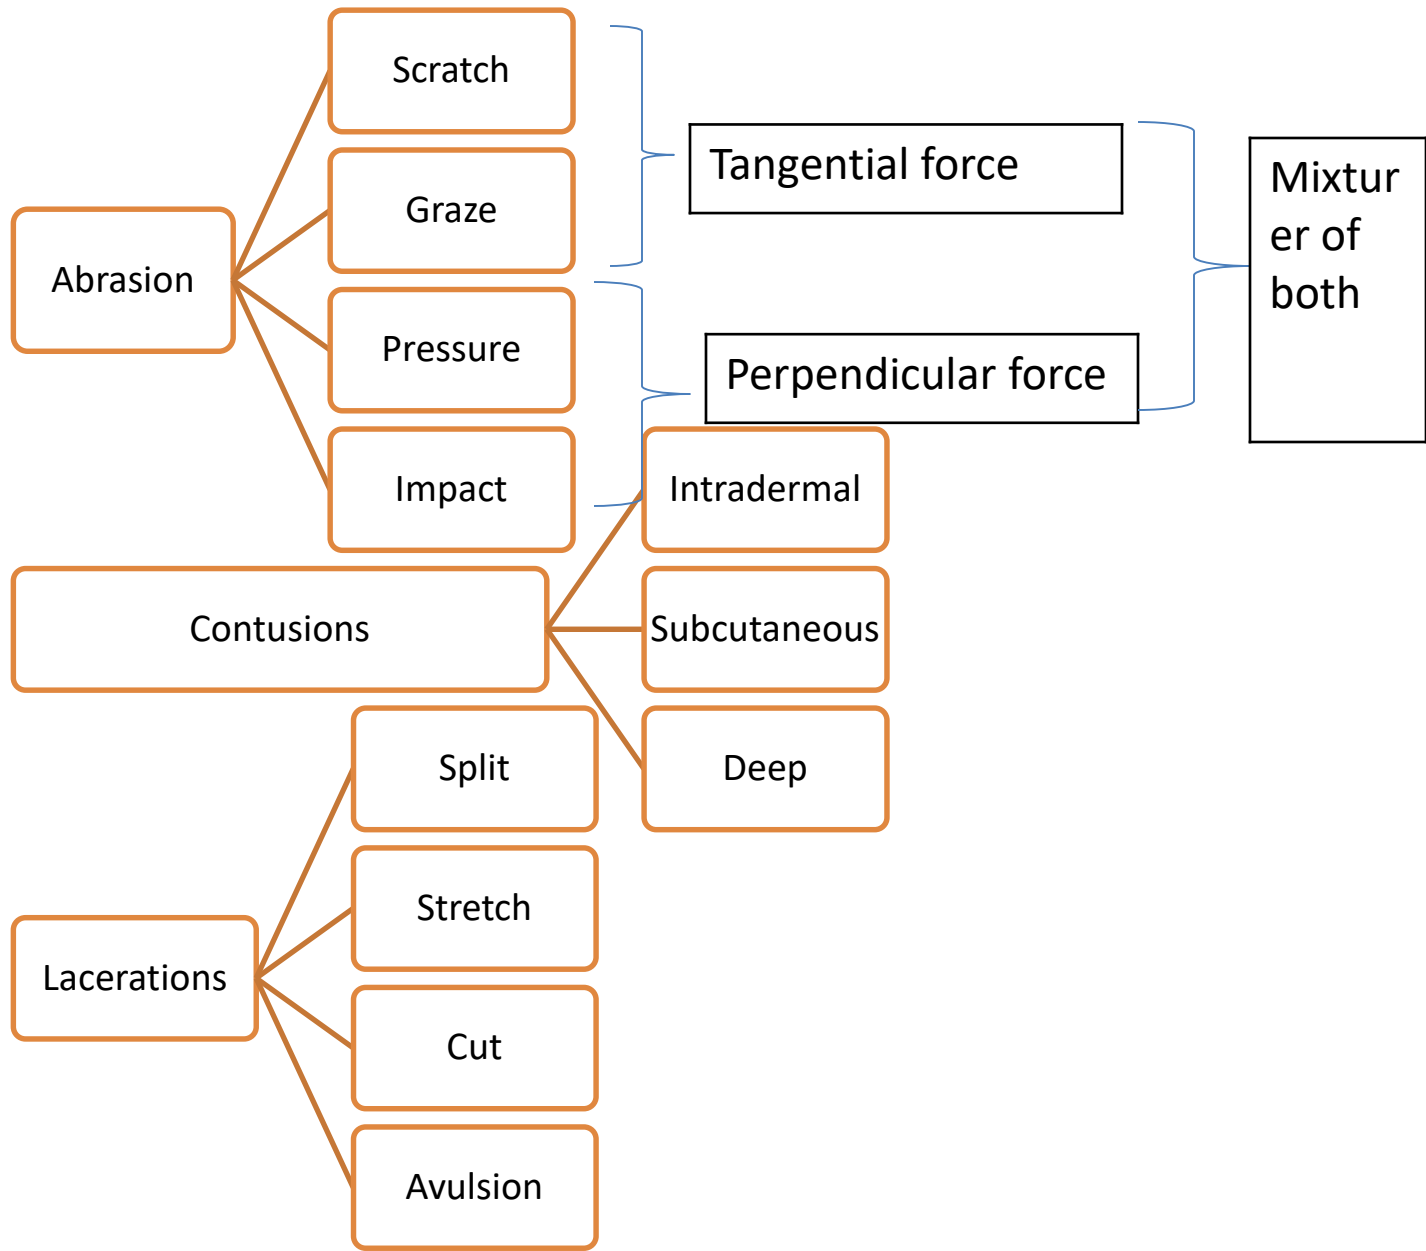 Scratch
Graze
Abrasion
Pressure
Impact
Tangential force
Perpendicular force
Mixtur
er of
both
Contusions
Intradermal
Subcutaneous
Deep
Lacerations
Split
Stretch
Cut
Avulsion